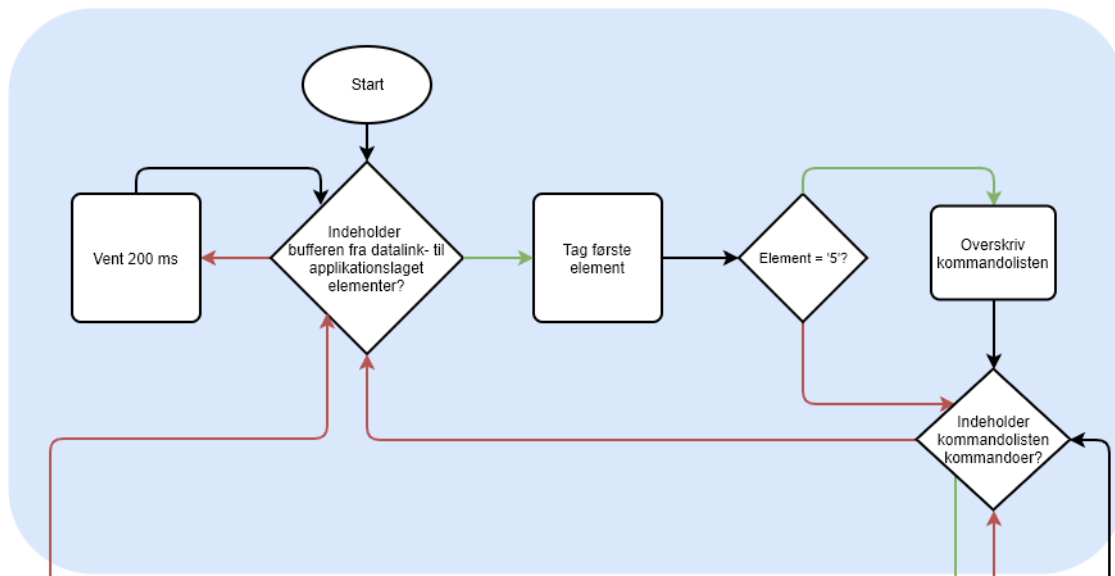 Start
Vent 200 ms
Indeholder
bufferen fra datalink- til
applikationslaget
elementer?
Tag første
element
Element = '5'?
Overskriv
kommandolisten
Indeholder
kommandolisten
kommandoer?